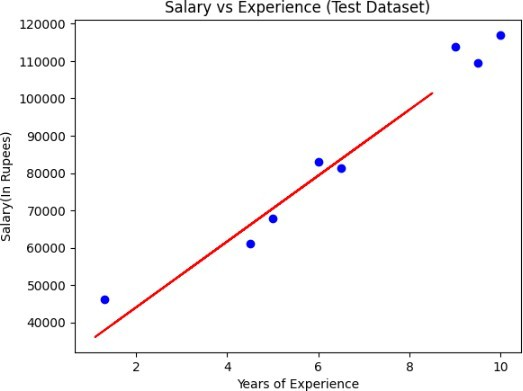 Salary vs Experience (Test Dataset)
120000
110000
100000
90000
80000
70000
60000
50000
40000
Salary(In Rupees)
2 4 6 8 10
Years of Experience